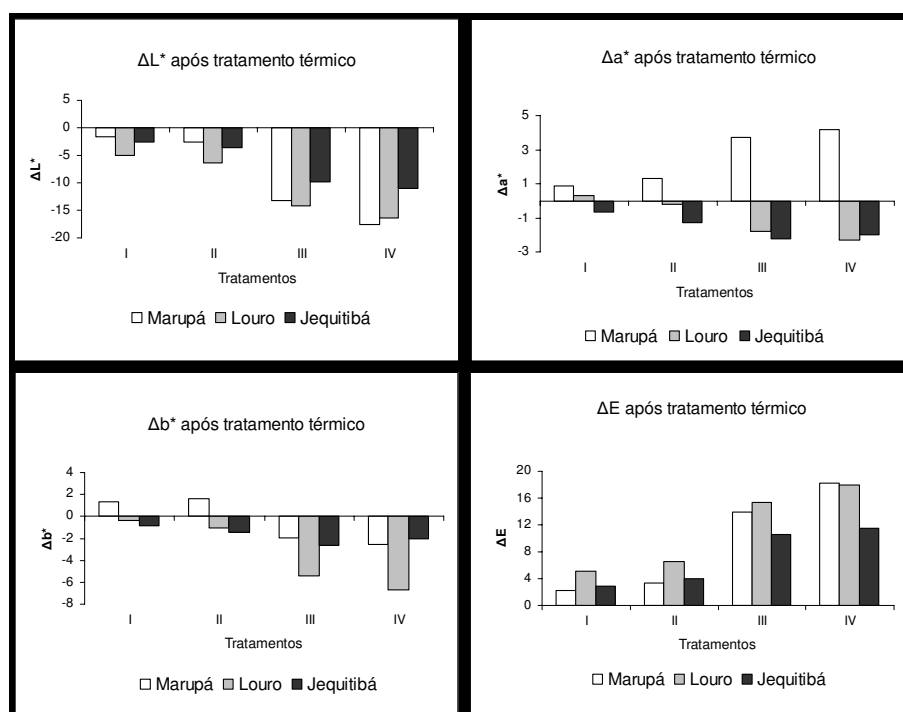 ΔL* após tratamento térmico
5
0
-5
-10
-15
-20
ΔL*
I II III IV
Tratamentos
Marupá Louro Jequitibá
Δa* após tratamento térmico
5
3
1
-1
-3
Δa*
I II III IV
Tratamentos
Marupá Louro Jequitibá
Δb* após tratamento térmico
4
2
0
-2
-4
-6
-8
Δb*
I II III IV
Tratamentos
Marupá Louro Jequitibá
ΔE após tratamento térmico
20
16
12
8
4
0
ΔE
I II III IV
Tratamentos
Marupá Louro Jequitibá